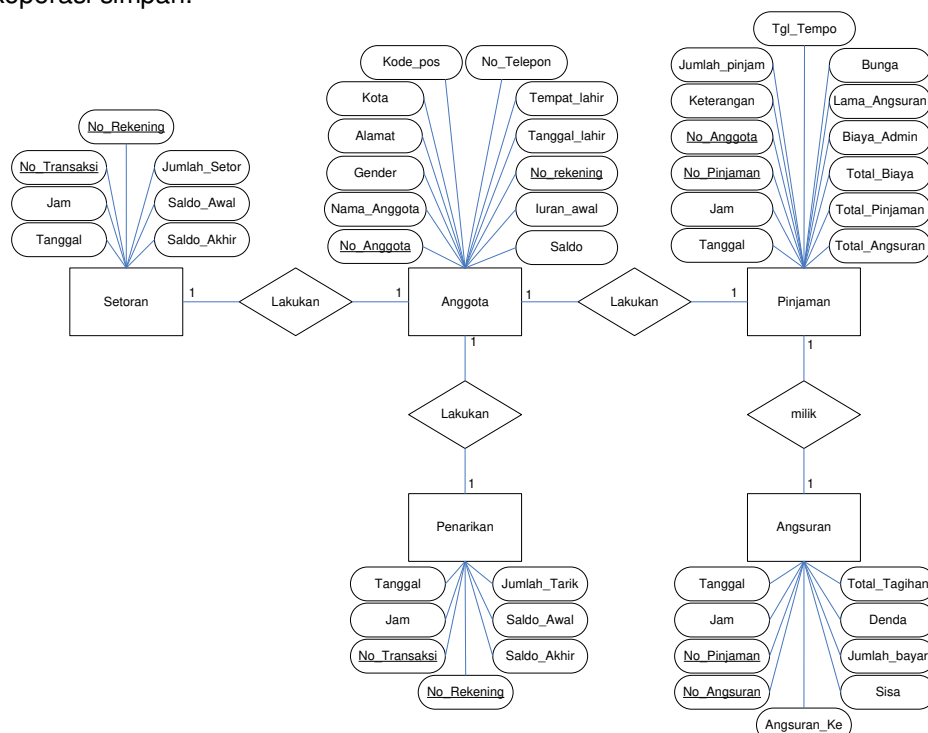 koperasi simpan.
Tgl_Tempo
Kode_pos
No_Telepon
Jumlah_pinjam
Bunga
Kota
Tempat_lahir
Keterangan
Lama_Angsuran
No_Rekening
Alamat
Tanggal_lahir
No_Anggota
Biaya_Admin
No_Transaksi
Jumlah_Setor
Gender
No_rekening
No_Pinjaman
Total_Biaya
Jam
Saldo_Awal
Nama_Anggota
Iuran_awal
Jam
Total_Pinjaman
Tanggal
Saldo_Akhir
No_Anggota
Saldo
Tanggal
Total_Angsuran
Setoran
1
Lakukan
1
Anggota
1
Lakukan
1
Pinjaman
1
1
Lakukan
milik
1
1
Penarikan
Angsuran
Tanggal
Jumlah_Tarik
Tanggal
Total_Tagihan
Jam
Saldo_Awal
Jam
Denda
No_Transaksi
Saldo_Akhir
No_Pinjaman
Jumlah_bayar
No_Rekening
No_Angsuran
Sisa
Angsuran_Ke